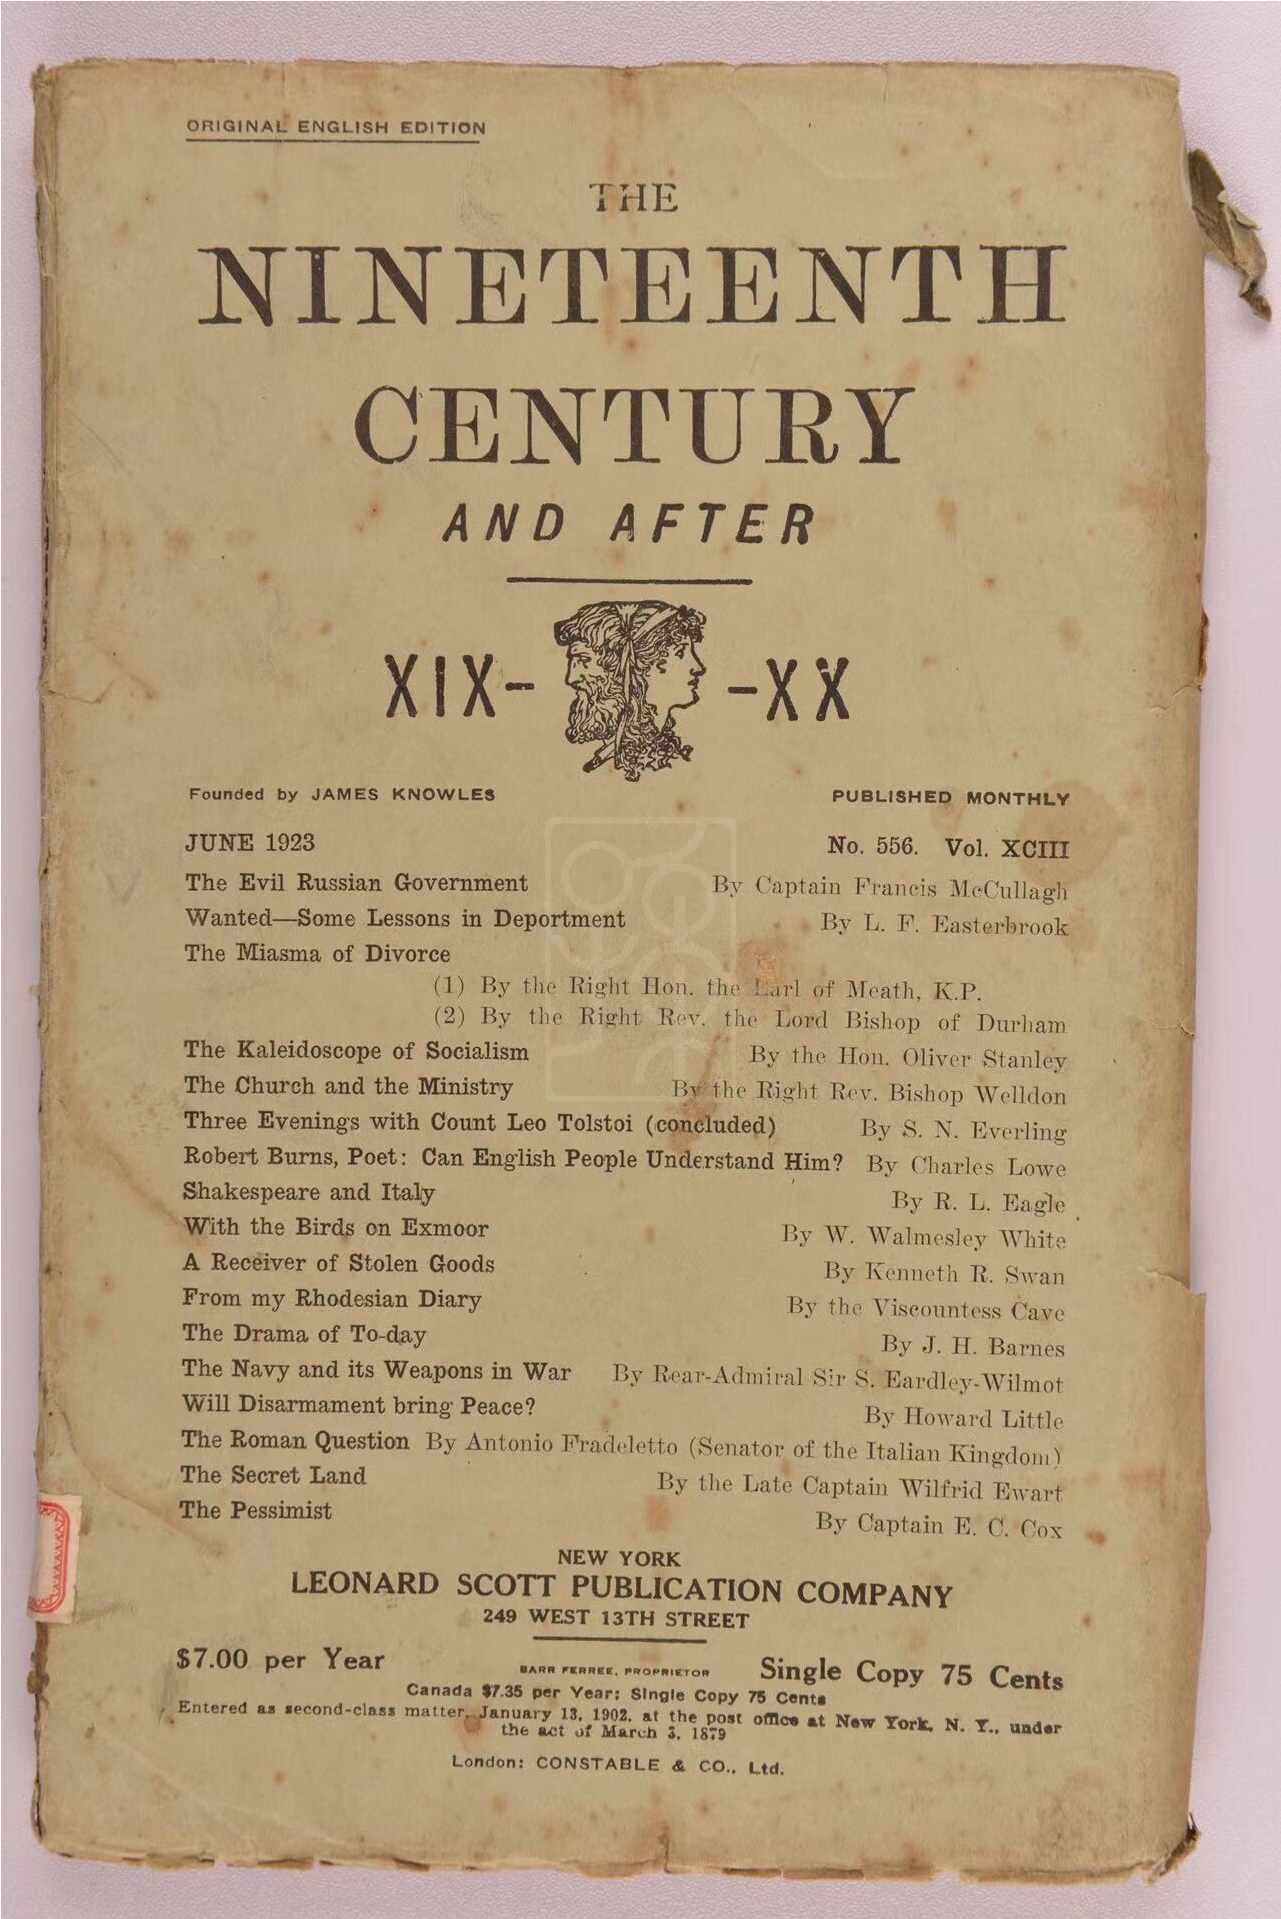 ORIGINAL ENGLISH EDITION
THE
NINETEENTH
CENTURY
AND AFTER
XIX- -XX
Founded by JAMES KNOWLES PUBLISHED MONTHLY
JUNE 1923 No. 556. Vol. XCIII
The Evil Russian Government By Captain Francis McCullagh
Wanted—Some Lessons in Deportment By L. F. Easterbrook
The Miasma of Divorce
(1) By the Right Hon. the Earl of Meath, K.P.
(2) By the Right Rev. the Lord Bishop of Durham
The Kaleidoscope of Socialism By the Hon. Oliver Stanley
The Church and the Ministry By the Right Rev. Bishop Welldon
Three Evenings with Count Leo Tolstoi (concluded) By S. N. Everling
Robert Burns, Poet: Can English People Understand Him? By Charles Lowe
Shakespeare and Italy By R. L. Eagle
With the Birds on Exmoor By W. Walmesley White
A Receiver of Stolen Goods By Kenneth R. Swan
From my Rhodesian Diary By the Viscountess Cave
The Drama of To-day By J. H. Barnes
The Navy and its Weapons in War By Rear-Admiral Sir S. Eardley-Wilmot
Will Disarmament bring Peace? By Howard Little
The Roman Question By Antonio Fradeletto (Senator of the Italian Kingdom)
The Secret Land By the Late Captain Wilfrid Ewart
The Pessimist By Captain E. C. Cox
NEW YORK
LEONARD SCOTT PUBLICATION COMPANY
249 WEST 13TH STREET
$7.00 per Year BARR FERREE, PROPRIETOR Single Copy 75 Cents
Canada $7.35 per Year; Single Copy 75 Cents
Entered as second-class matter, January 13, 1902, at the post office at New York, N. Y., under
the act of March 3, 1879
London: CONSTABLE & CO., Ltd.